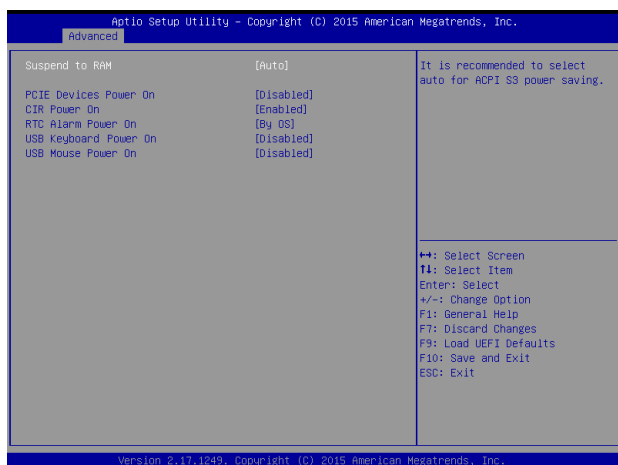 Aptio Setup Utility – Copyright (C) 2015 American Megatrends, Inc.
Advanced
Suspend to RAM [Auto]
PCIE Devices Power On [Disabled]
CIR Power On [Enabled]
RTC Alarm Power On [By OS]
USB Keyboard Power On [Disabled]
USB Mouse Power On [Disabled]
It is recommended to select
auto for ACPI S3 power saving.
↔: Select Screen
↑↓: Select Item
Enter: Select
+/-: Change Option
F1: General Help
F7: Discard Changes
F9: Load UEFI Defaults
F10: Save and Exit
ESC: Exit
Version 2.17.1249. Copyright (C) 2015 American Megatrends, Inc.